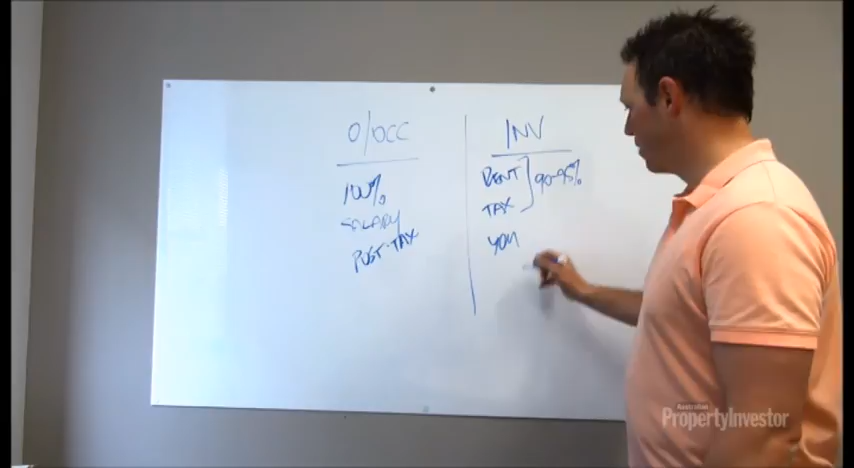 O/OCC
100%
SALARY
POST-TAX
INV
RENT
TAX
90-95%
YOU
Australian
PropertyInvestor